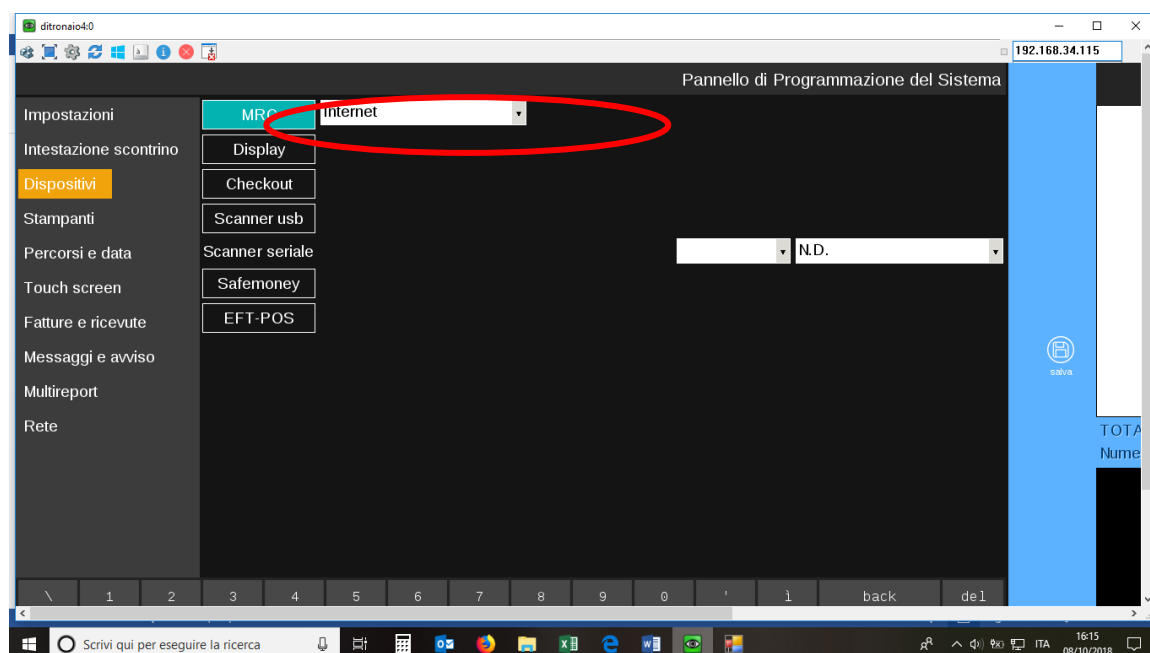 ditronaio4:0
192.168.34.115
Pannello di Programmazione del Sistema
Impostazioni
MRC
Internet
Intestazione scontrino
Display
Dispositivi
Checkout
Stampanti
Scanner usb
Percorsi e data
Scanner seriale
N.D.
Touch screen
Safemoney
Fatture e ricevute
EFT-POS
Messaggi e avviso
salva
Multireport
Rete
TOTA
Nume
\ 1 2 3 4 5 6 7 8 9 0 ' ì back del
Scrivi qui per eseguire la ricerca
ITA
16:15
08/10/2018